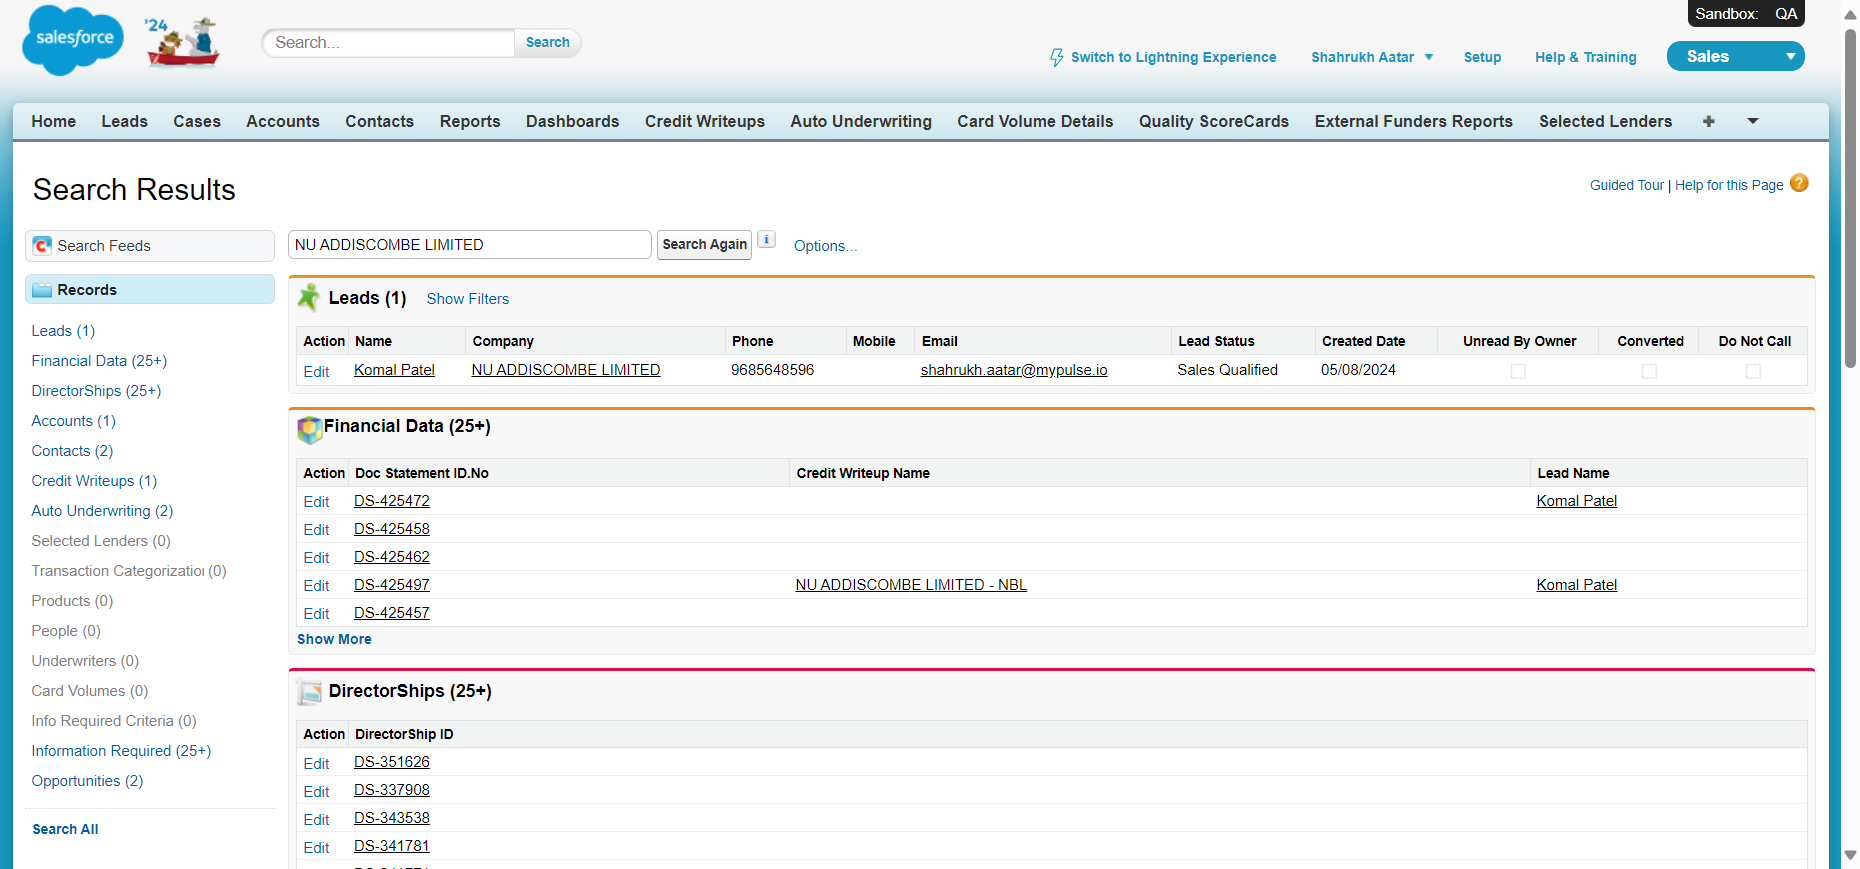 Sandbox: QA
salesforce
'24
Search...
Search
Switch to Lightning Experience
Shahrukh Aatar
Setup
Help & Training
Sales
Home Leads Cases Accounts Contacts Reports Dashboards Credit Writeups Auto Underwriting Card Volume Details Quality ScoreCards External Funders Reports Selected Lenders +
Search Results
Guided Tour | Help for this Page ?
Search Feeds
Records
Leads (1)
Financial Data (25+)
DirectorShips (25+)
Accounts (1)
Contacts (2)
Credit Writeups (1)
Auto Underwriting (2)
Selected Lenders (0)
Transaction Categorization (0)
Products (0)
People (0)
Underwriters (0)
Card Volumes (0)
Info Required Criteria (0)
Information Required (25+)
Opportunities (2)
Search All
NU ADDISCOMBE LIMITED
Search Again
i
Options...
Leads (1) Show Filters
Action Name Company Phone Mobile Email Lead Status Created Date Unread By Owner Converted Do Not Call
Edit Komal Patel NU ADDISCOMBE LIMITED 9685648596 shahrukh.aatar@mypulse.io Sales Qualified 05/08/2024
Financial Data (25+)
Action Doc Statement ID.No Credit Writeup Name Lead Name
Edit DS-425472 Komal Patel
Edit DS-425458
Edit DS-425462
Edit DS-425497 NU ADDISCOMBE LIMITED - NBL Komal Patel
Edit DS-425457
Show More
DirectorShips (25+)
Action DirectorShip ID
Edit DS-351626
Edit DS-337908
Edit DS-343538
Edit DS-341781